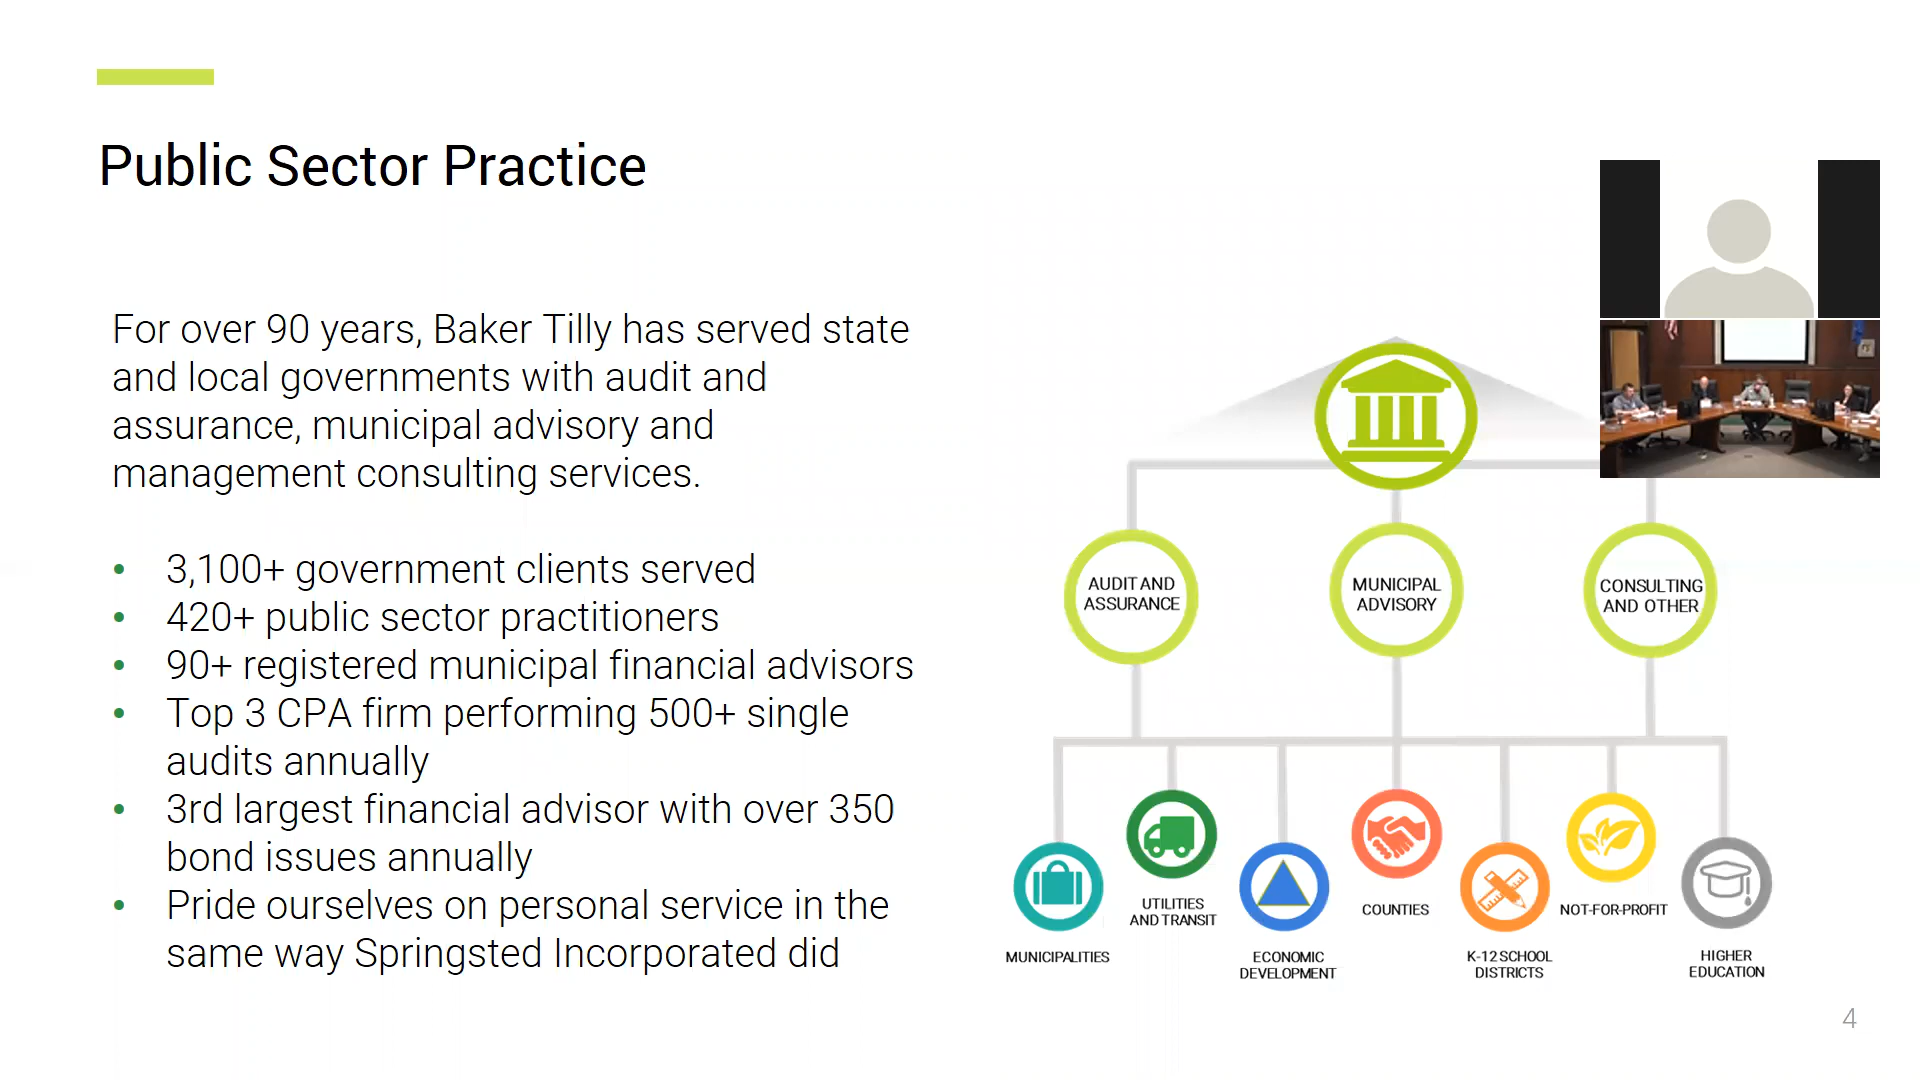 Public Sector Practice
For over 90 years, Baker Tilly has served state
and local governments with audit and
assurance, municipal advisory and
management consulting services.
• 3,100+ government clients served
• 420+ public sector practitioners
• 90+ registered municipal financial advisors
• Top 3 CPA firm performing 500+ single
audits annually
• 3rd largest financial advisor with over 350
bond issues annually
• Pride ourselves on personal service in the
same way Springsted Incorporated did
AUDIT AND
ASSURANCE
MUNICIPAL
ADVISORY
CONSULTING
AND OTHER
MUNICIPALITIES
UTILITIES
AND TRANSIT
ECONOMIC
DEVELOPMENT
COUNTIES
K-12 SCHOOL
DISTRICTS
NOT-FOR-PROFIT
HIGHER
EDUCATION
4